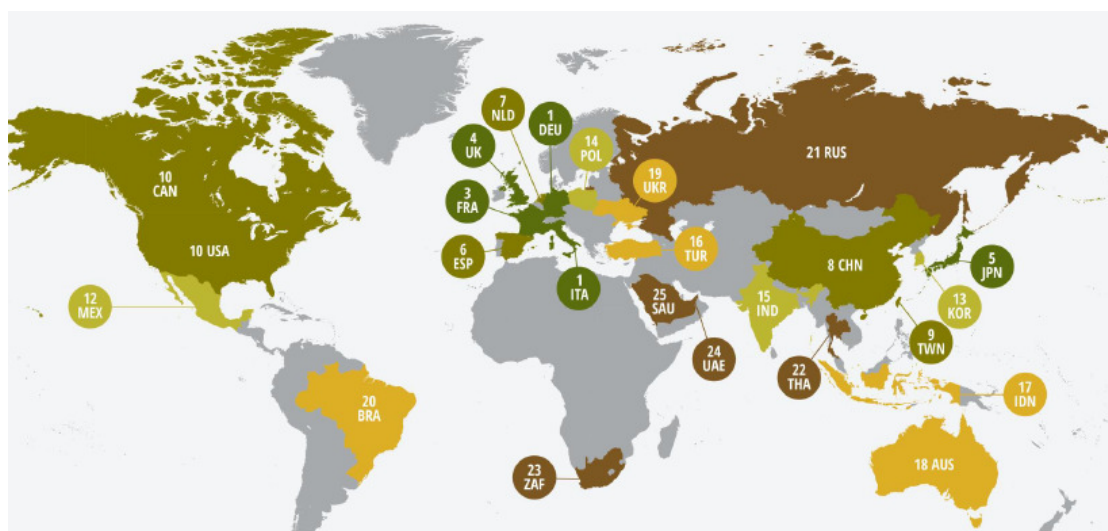 10
CAN
10 USA
12
MEX
20
BRA
4
UK
7
NLD
1
DEU
14
POL
19
UKR
3
FRA
6
ESP
1
ITA
16
TUR
21 RUS
25
SAU
24
UAE
23
ZAF
15
IND
8 CHN
5
JPN
13
KOR
9
TWN
22
THA
17
IDN
18 AUS